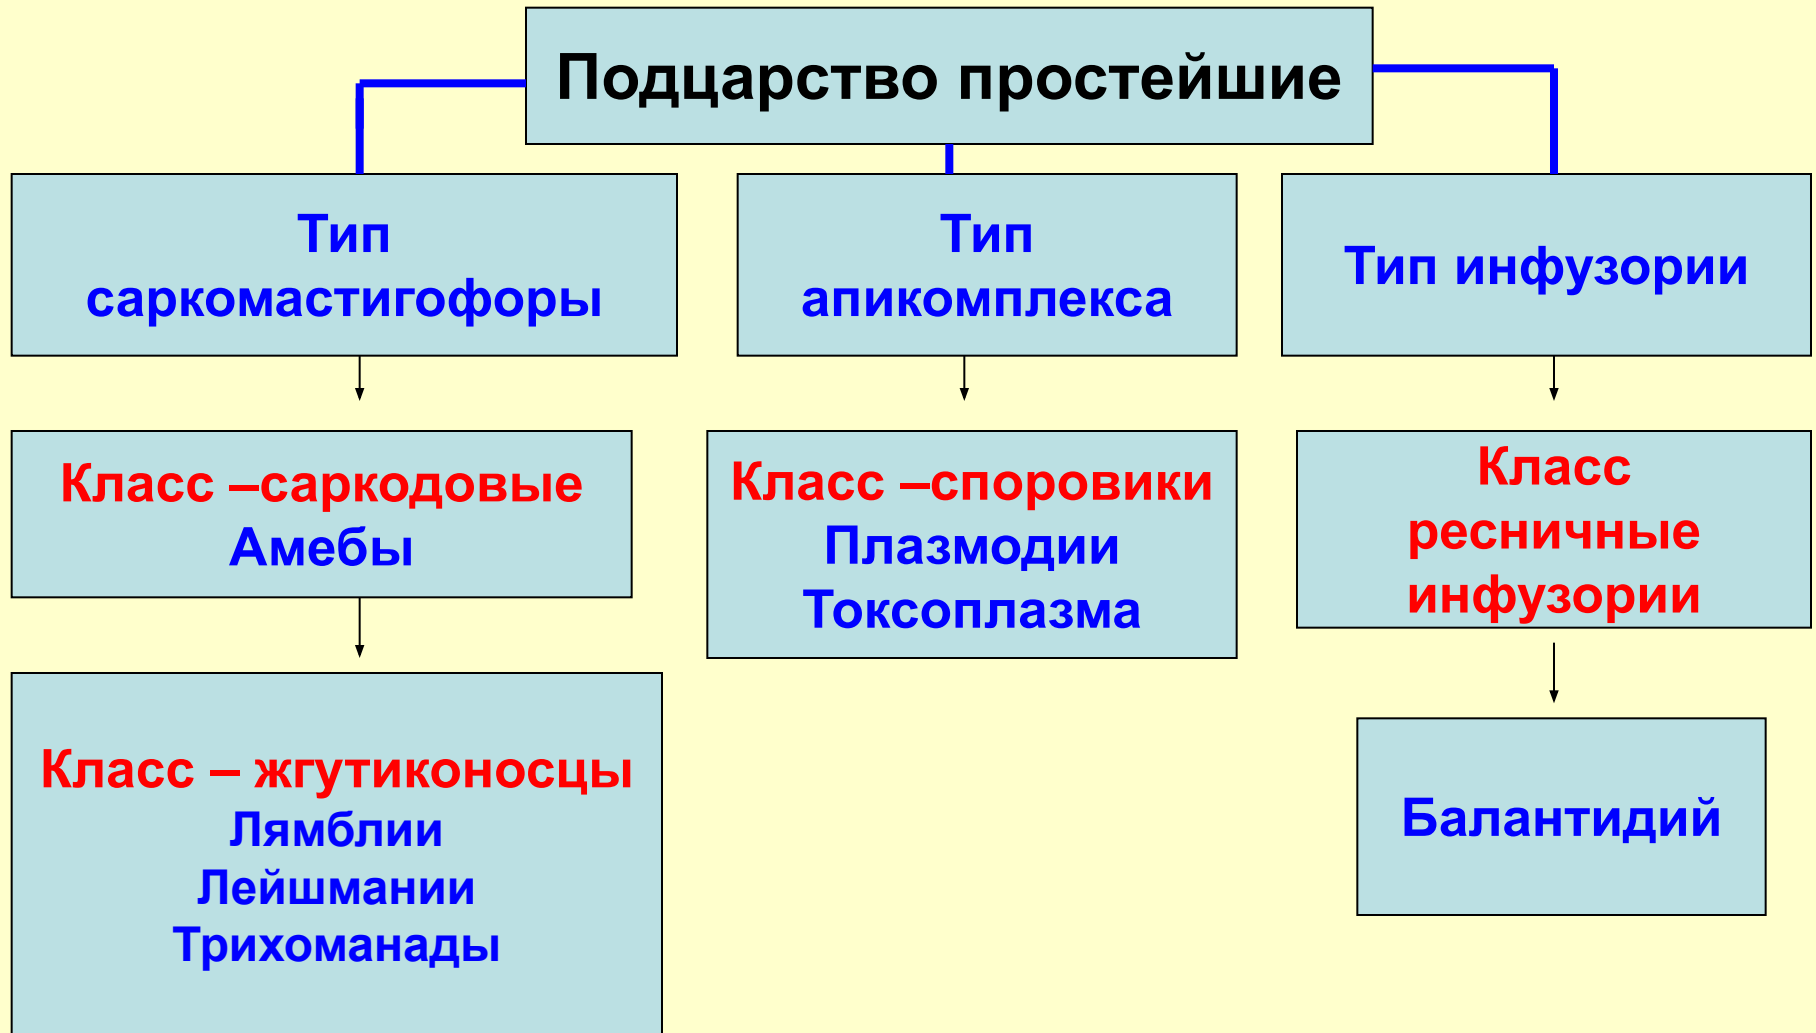 Подцарство простейшие
Тип
саркомастигофоры
Тип
апикомплекса
Тип инфузории
Класс –саркодовые
Амебы
Класс –споровики
Плазмодии
Токсоплазма
Класс
ресничные
инфузории
Класс – жгутиконосцы
Лямблии
Лейшмании
Трихоманады
Балантидий